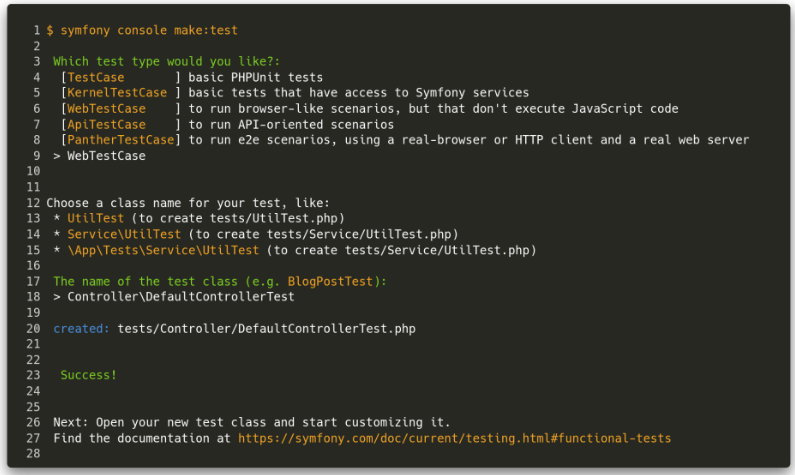 1 $ symfony console make:test
2
3 Which test type would you like?:
4 [TestCase ] basic PHPUnit tests
5 [KernelTestCase ] basic tests that have access to Symfony services
6 [WebTestCase ] to run browser-like scenarios, but that don't execute JavaScript code
7 [ApiTestCase ] to run API-oriented scenarios
8 [PantherTestCase] to run e2e scenarios, using a real-browser or HTTP client and a real web server
9 > WebTestCase
10
11
12 Choose a class name for your test, like:
13 * UtilTest (to create tests/UtilTest.php)
14 * Service\UtilTest (to create tests/Service/UtilTest.php)
15 * \App\Tests\Service\UtilTest (to create tests/Service/UtilTest.php)
16
17 The name of the test class (e.g. BlogPostTest):
18 > Controller\DefaultControllerTest
19
20 created: tests/Controller/DefaultControllerTest.php
21
22
23 Success!
24
25
26 Next: Open your new test class and start customizing it.
27 Find the documentation at https://symfony.com/doc/current/testing.html#functional-tests
28